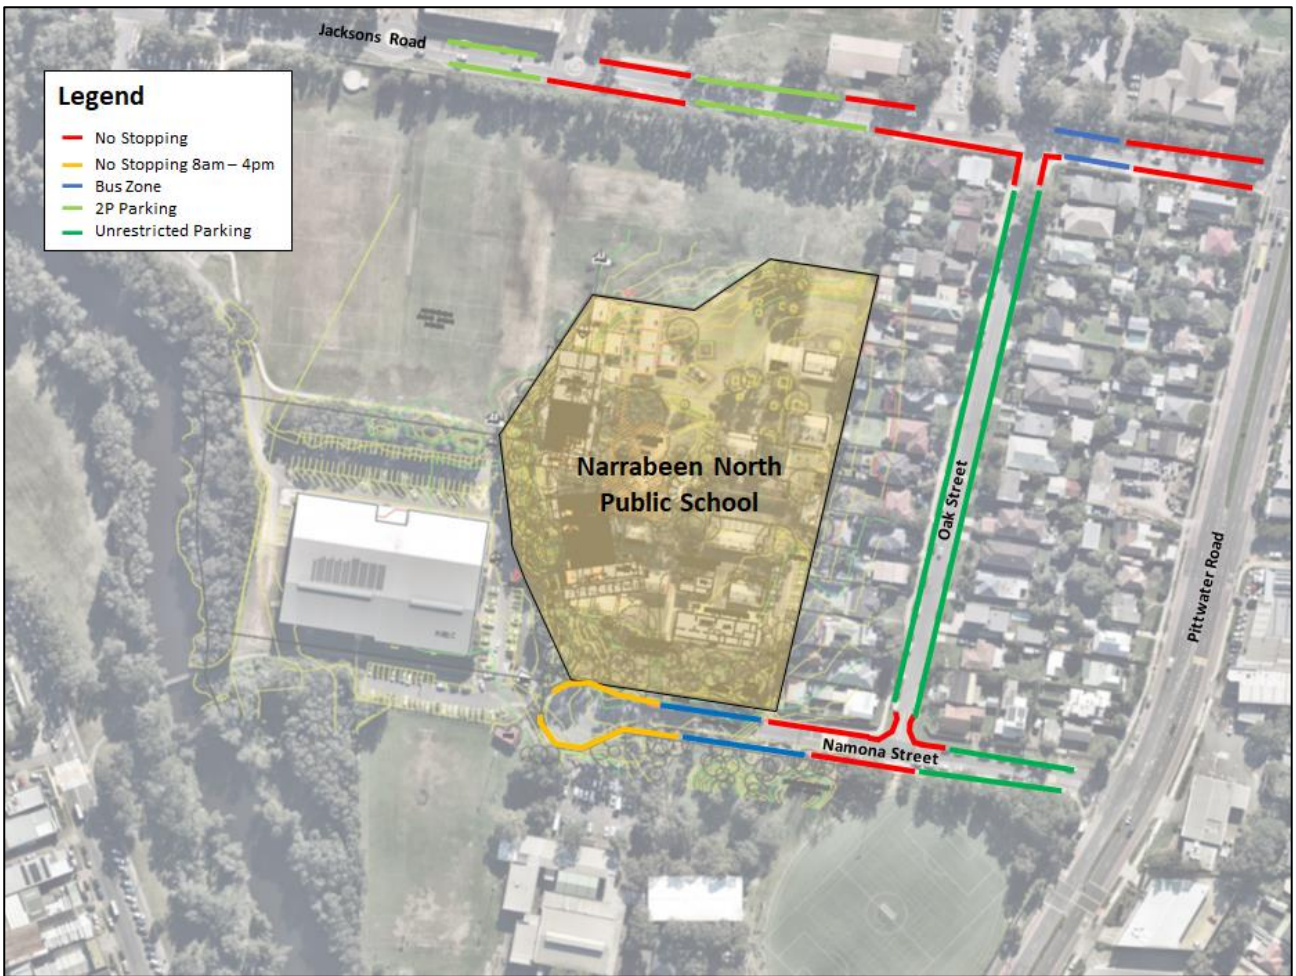 Jacksons Road
Legend
No Stopping
No Stopping 8am – 4pm
Bus Zone
2P Parking
Unrestricted Parking
Narrabeen North
Public School
Oak Street
Pittwater Road
Namona Street